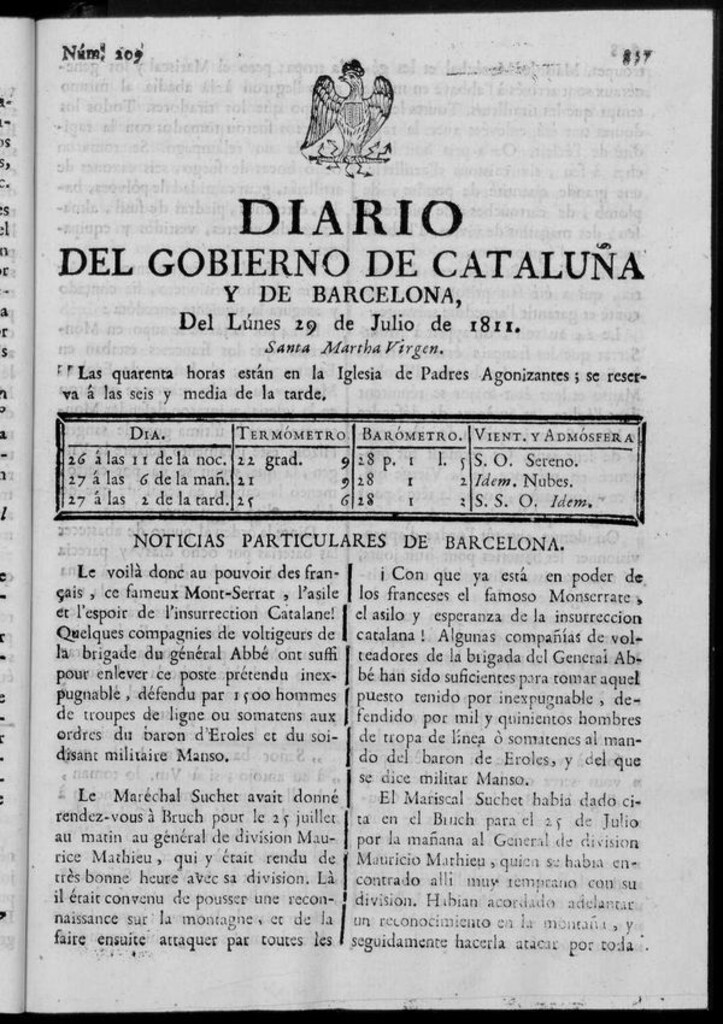 Núm. 209
837
DIARIO
DEL GOBIERNO DE CATALUÑA
Y DE BARCELONA,
Del Lúnes 29 de Julio de 1811.
Santa Martha Virgen.
Las quarenta horas están en la Iglesia de Padres Agonizantes ; se reser-
va á las seis y media de la tarde.
DIA. TERMÓMETRO BARÓMETRO. VIENT. Y ADMÓSFERA
26 á las 11 de la noc. 22 grad. 9 28 p. 1 l. 5 S. O. Sereno.
27 á las 6 de la mañ. 21 9 28 1 2 Idem. Nubes.
27 á las 2 de la tard. 25 6 28 1 2 S. S. O. Idem.
NOTICIAS PARTICULARES DE BARCELONA.
Le voilà donc au pouvoir des fran-
çais , ce fameux Mont-Serrat , l'asile
et l'espoir de l'insurrection Catalane!
Quelques compagnies de voltigeurs de
la brigade du général Abbé ont suffi
pour enlever ce poste prétendu inex-
pugnable , défendu par 1500 hommes
de troupes de ligne ou somatens aux
ordres du baron d'Eroles et du soi-
disant militaire Manso.
Le Maréchal Suchet avait donné
rendez-vous à Bruch pour le 25 juillet
au matin au général de division Mau-
rice Mathieu , qui y était rendu de
très bonne heure avec sa division. Là
il était convenu de pousser une recon-
naissance sur la montagne , et de la
faire ensuite attaquer par toutes les
¡ Con que ya está en poder de
los franceses el famoso Monserrate ,
el asilo y esperanza de la insurreccion
catalana ! Algunas compañías de vol-
teadores de la brigada del General Ab-
bé han sido suficientes para tomar aquel
puesto tenido por inexpugnable , de-
fendido por mil y quinientos hombres
de tropa de línea ò somatenes al man-
do del baron de Eroles, y del que
se dice militar Manso.
El Mariscal Suchet habia dado ci-
ta en el Bruch para el 25 de Julio
por la mañana al General de division
Mauricio Mathieu , quien se habia en-
contrado alli muy temprano con su
division. Habian acordado adelantar
un reconocimiento en la montaña , y
seguidamente hacerla atacar por toda